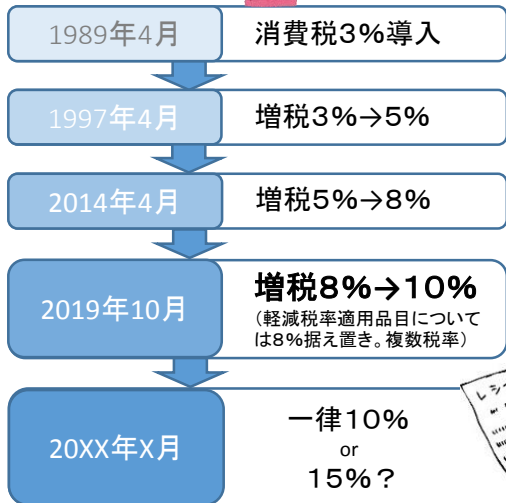 1989年4月
消費税3%導入
1997年4月
増税3%→5%
2014年4月
増税5%→8%
2019年10月
増税8%→10%
(軽減税率適用品目について
は8%据え置き。複数税率)
20XX年X月
一律10%
or
15%?
レシ